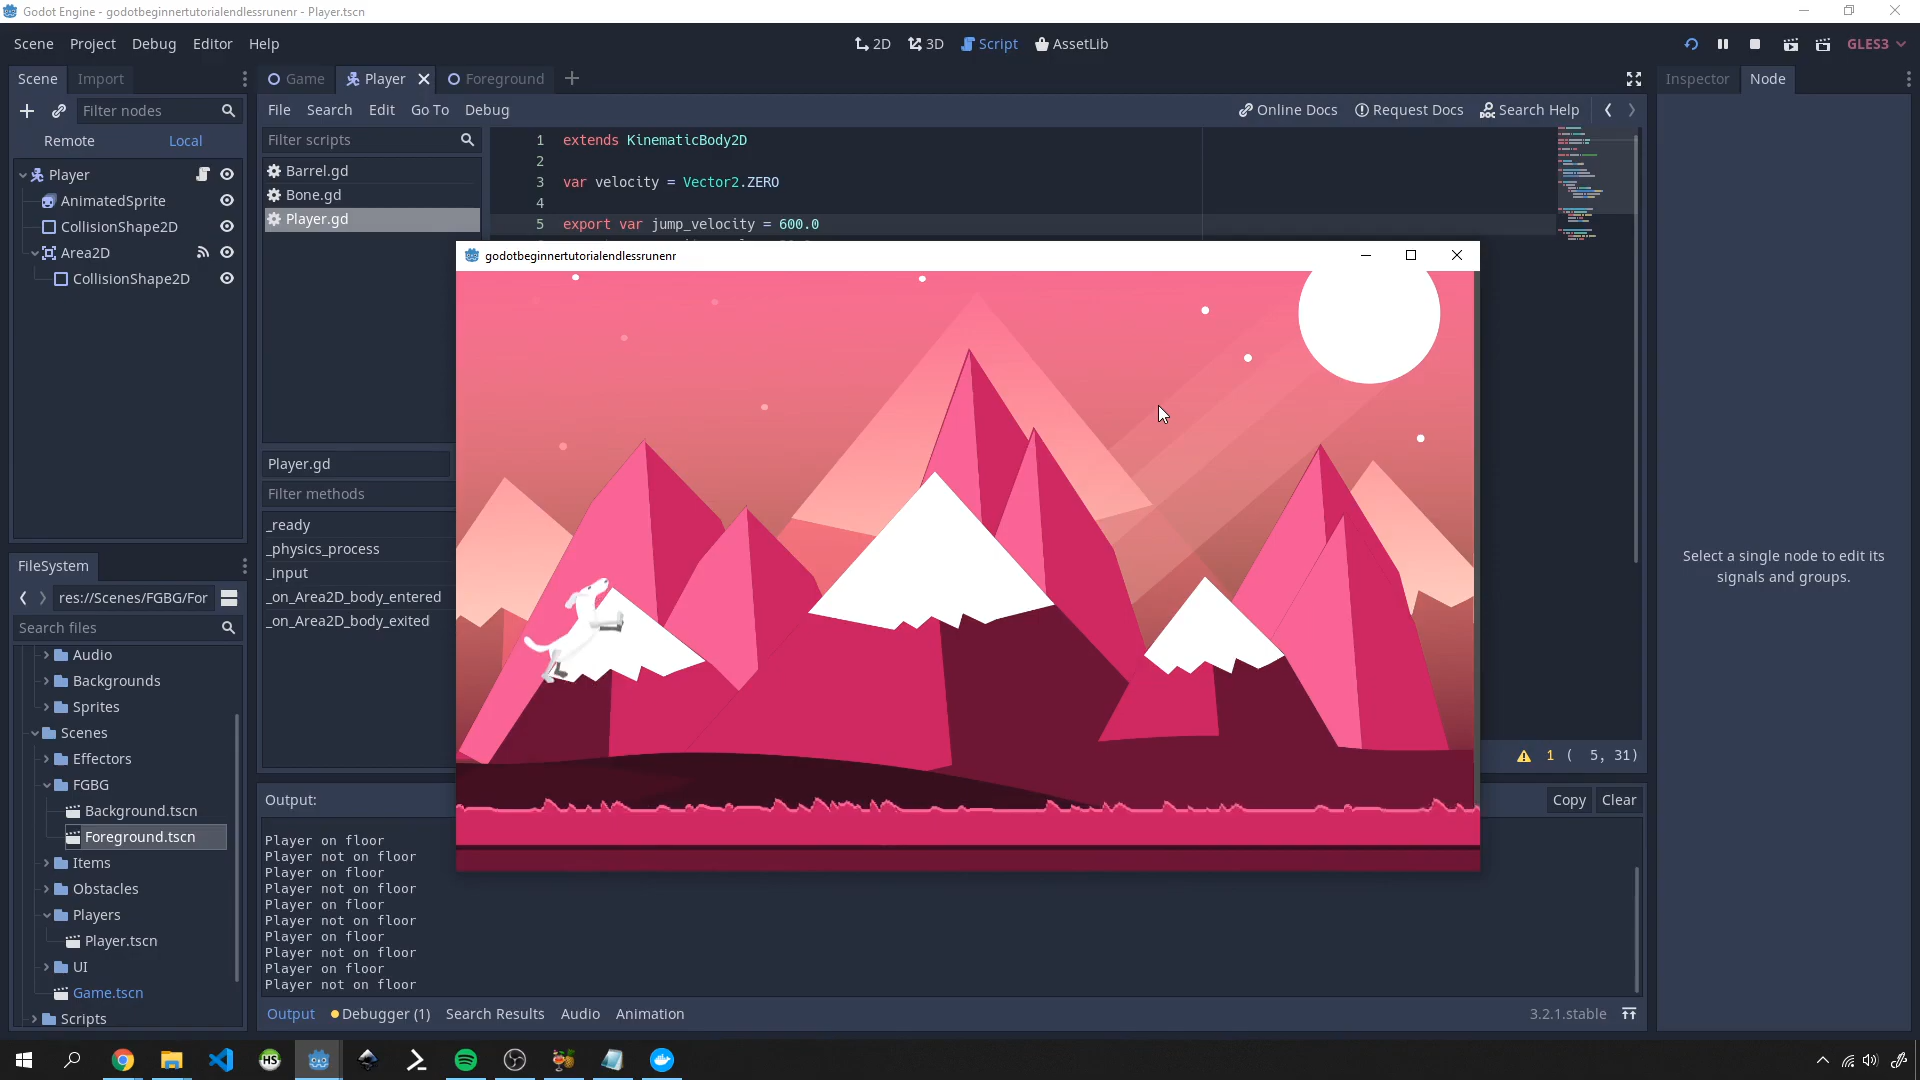 Godot Engine - godotbeginnertutorialendlessrunenr - Player.tscn
Scene Project Debug Editor Help
2D 3D Script AssetLib
GLES3
Scene Import
Game Player Foreground
Inspector Node
Filter nodes
File Search Edit Go To Debug
Online Docs Request Docs Search Help
Remote Local
Filter scripts
Player
AnimatedSprite
CollisionShape2D
Area2D
CollisionShape2D
Barrel.gd
Bone.gd
Player.gd
1 extends KinematicBody2D
2
3 var velocity = Vector2.ZERO
4
5 export var jump_velocity = 600.0
godotbeginnertutorialendlessrunenr
Player.gd
Filter methods
_ready
_physics_process
_input
_on_Area2D_body_entered
_on_Area2D_body_exited
Select a single node to edit its
signals and groups.
1 ( 5, 31)
FileSystem
res://Scenes/FGBG/For
Search files
Audio
Backgrounds
Sprites
Scenes
Effectors
FGBG
Background.tscn
Foreground.tscn
Items
Obstacles
Players
Player.tscn
UI
Game.tscn
Scripts
Output:
Copy Clear
Player on floor
Player not on floor
Player on floor
Player not on floor
Player on floor
Player not on floor
Player on floor
Player not on floor
Player on floor
Player not on floor
Output Debugger (1) Search Results Audio Animation
3.2.1.stable
HS